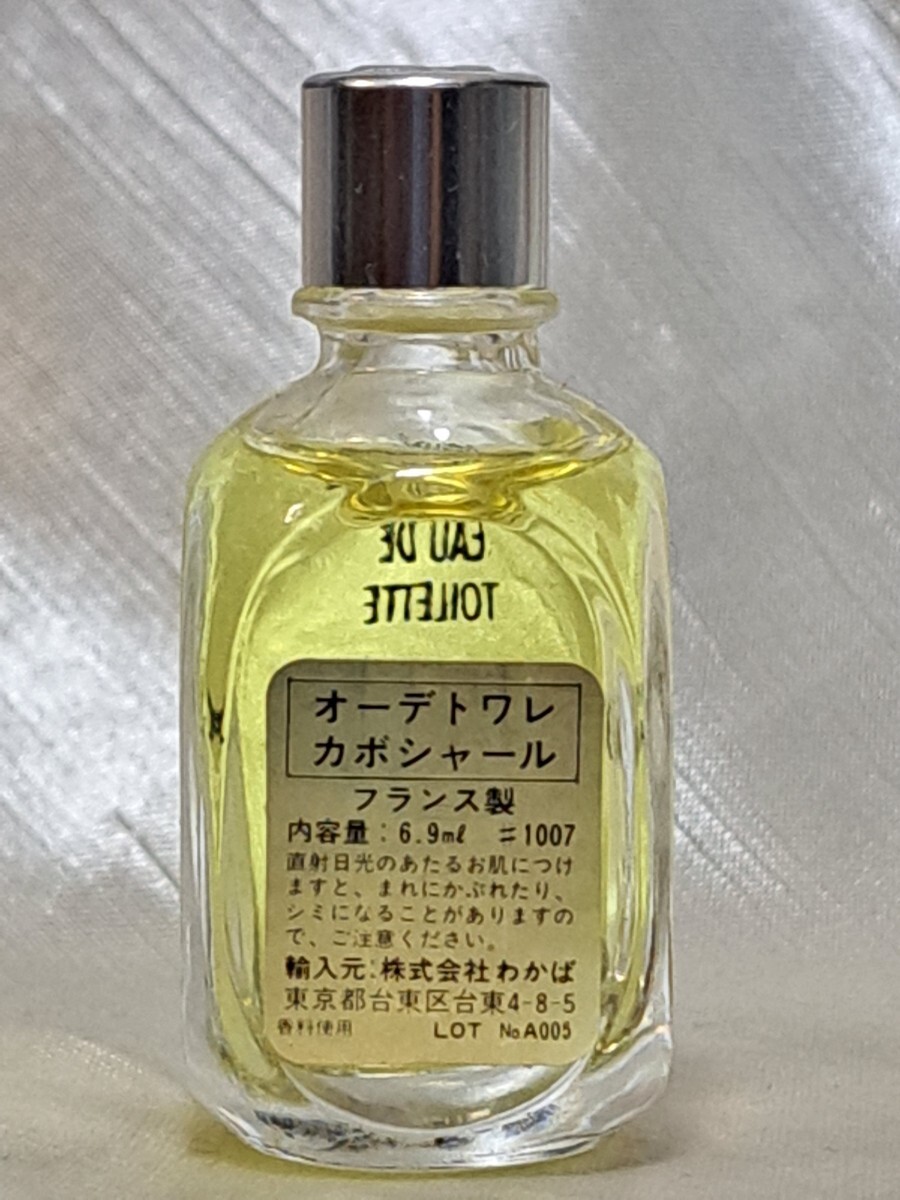 EAU DE
TOILETTE
オーデトワレ
カボシャール
フランス製
内容量：6.9ml #1007
直射日光のあたるお肌につけ
ますと、まれにかぶれたり、
シミになることがありますの
で、ご注意ください。
輸入元：株式会社わかば
東京都台東区台東4-8-5
香料使用 LOT No.A005